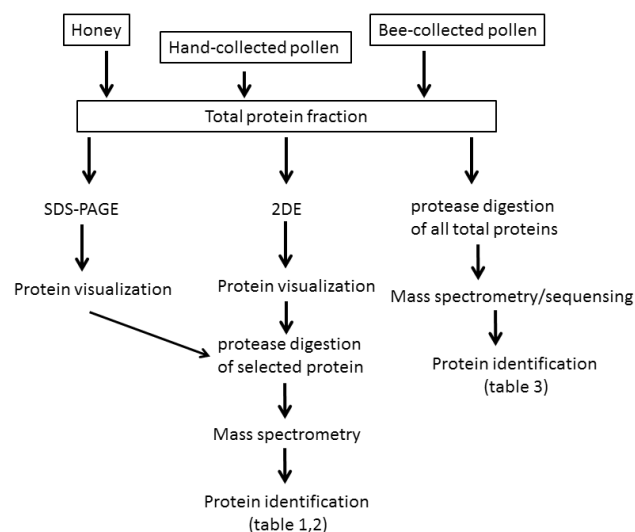 Honey
Hand-collected pollen
Bee-collected pollen
Total protein fraction
SDS-PAGE
2DE
protease digestion
of all total proteins
Protein visualization
Protein visualization
Mass spectrometry/sequencing
protease digestion
of selected protein
Protein identification
(table 3)
Mass spectrometry
Protein identification
(table 1,2)